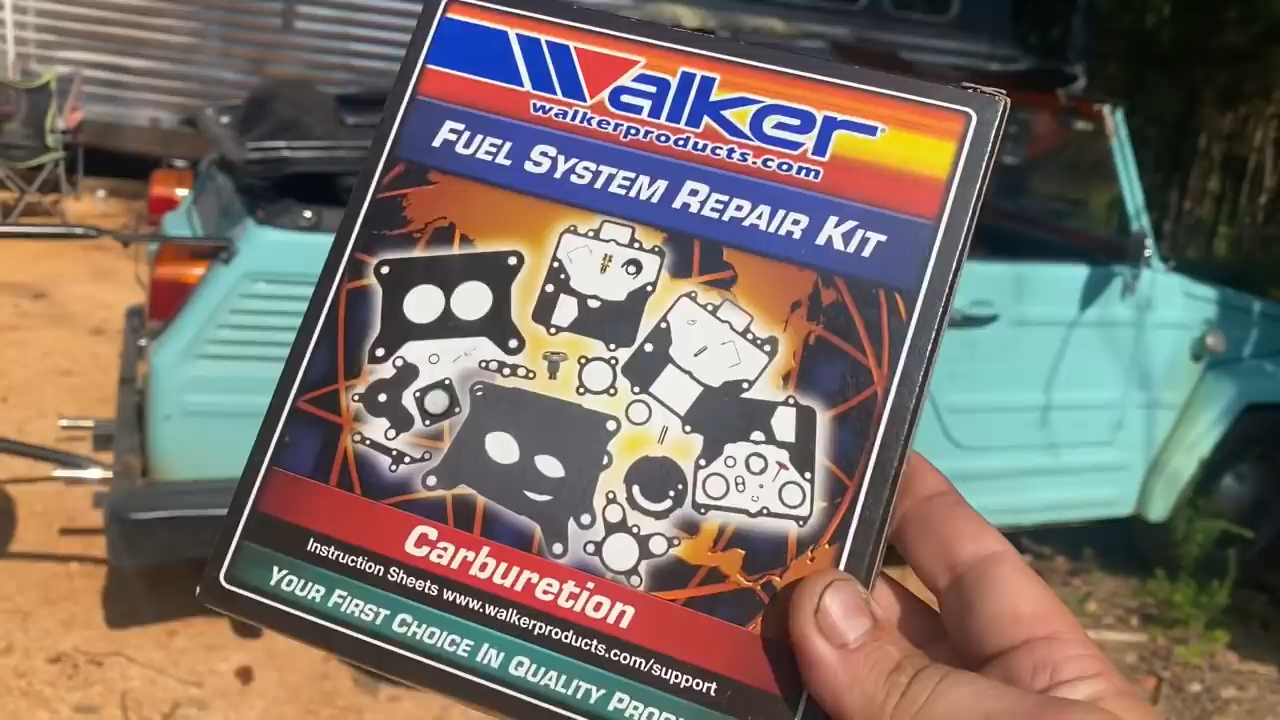 Walker
walkerproducts.com
FUEL SYSTEM REPAIR KIT
Carburetion
Instruction Sheets www.walkerproducts.com/support
YOUR FIRST CHOICE IN QUALITY